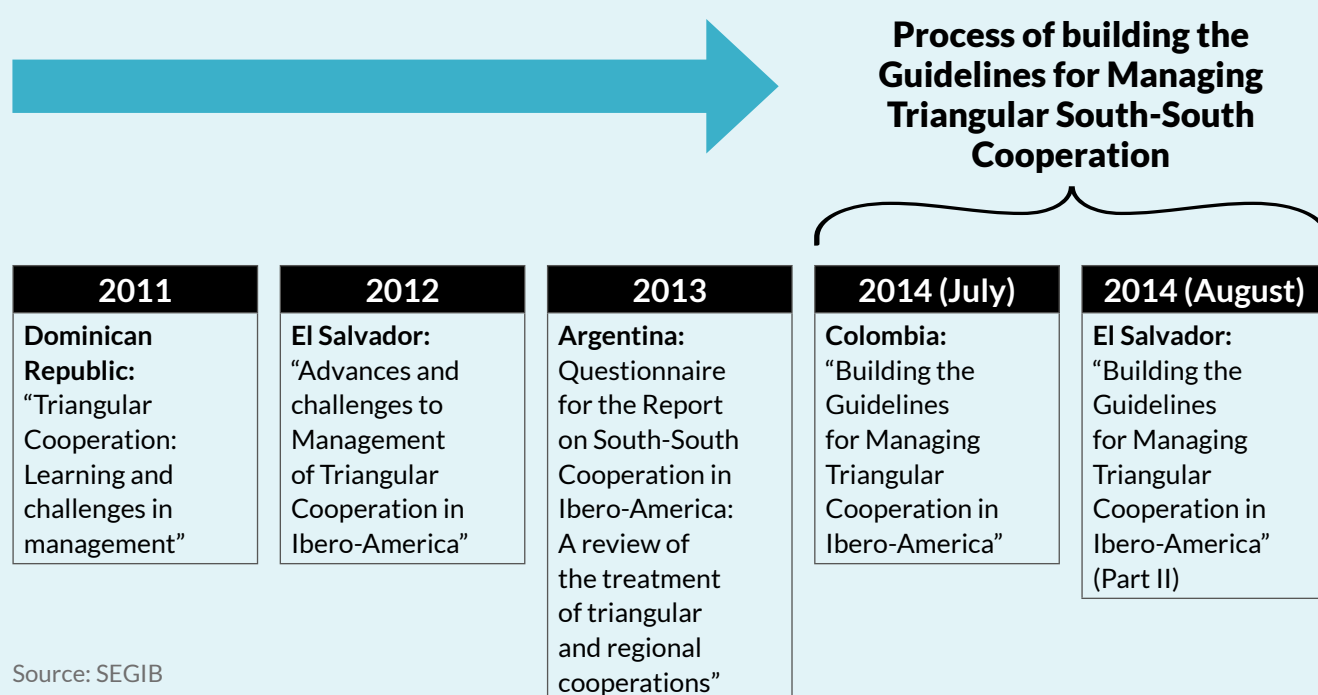 Process of building the
Guidelines for Managing
Triangular South-South
Cooperation
2011
Dominican
Republic:
“Triangular
Cooperation:
Learning and
challenges in
management”
2012
El Salvador:
“Advances and
challenges to
Management
of Triangular
Cooperation in
Ibero-America”
2013
Argentina:
Questionnaire
for the Report
on South-South
Cooperation in
Ibero-America:
A review of
the treatment
of triangular
and regional
cooperations”
2014 (July)
Colombia:
“Building the
Guidelines
for Managing
Triangular
Cooperation in
Ibero-America”
2014 (August)
El Salvador:
“Building the
Guidelines
for Managing
Triangular
Cooperation in
Ibero-America”
(Part II)
Source: SEGIB